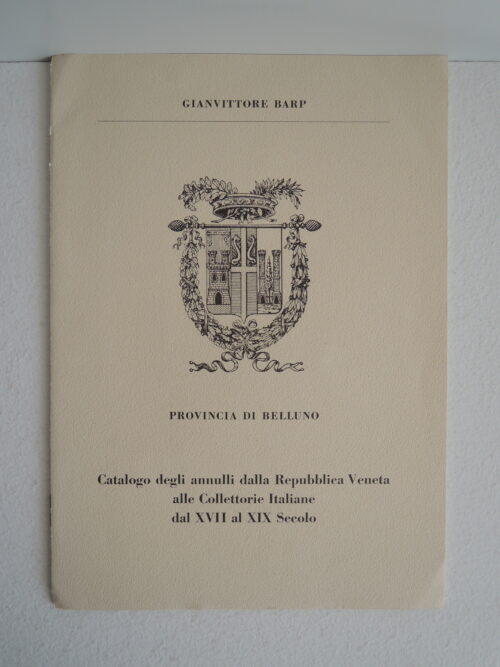 GIANVITTORE BARP
PROVINCIA DI BELLUNO
Catalogo degli annulli dalla Repubblica Veneta
alle Collettorie Italiane
dal XVII al XIX Secolo